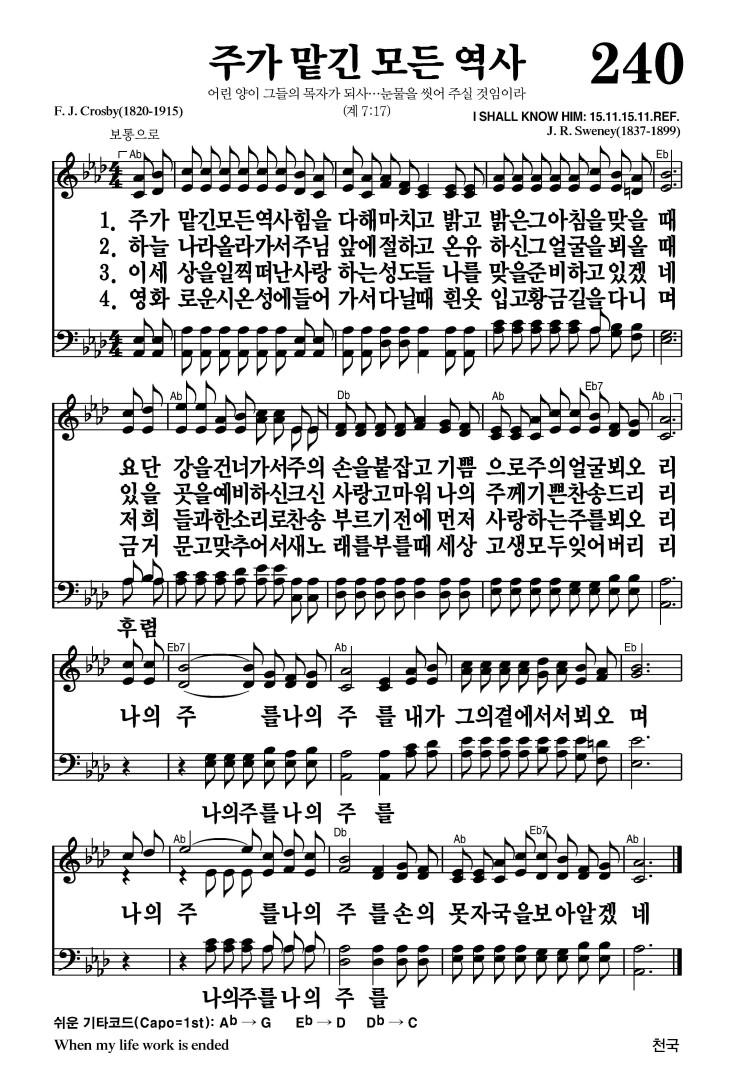 주가 맡긴 모든 역사 240
어린 양이 그들의 목자가 되사…눈물을 씻어 주실 것임이라
F. J. Crosby(1820-1915) (계 7:17) I SHALL KNOW HIM: 15.11.15.11.REF.
보통으로 J. R. Sweney(1837-1899)
Ab Eb
1. 주가 맡긴모든역사힘을 다해마치고 밝고 밝은그아침을맞을 때
2. 하늘 나라올라가서주님 앞에절하고 온유 하신그얼굴을뵈올 때
3. 이세 상을일찍떠난사랑 하는성도들 나를 맞을준비하고있겠 네
4. 영화 로운시온성에들어 가서다닐때 흰옷 입고황금길을다니 며
Ab Db Ab Eb7 Ab
요단 강을건너가서주의 손을붙잡고기쁨 으로주의얼굴뵈오 리
있을 곳을예비하신크신 사랑고마워나의 주께기쁜찬송드리 리
저희 들과한소리로찬송 부르기전에먼저 사랑하는주를뵈오 리
금거 문고맞추어서새노 래를부를때세상 고생모두잊어버리 리
후렴
Eb7 Ab Eb
나의 주 를나의 주 를내가 그의곁에서서뵈오 며
나의주를나의 주 를
Ab Db Ab Eb7 Ab
나의 주 를나의 주 를손의 못자국을보아알겠 네
나의주를나의 주 를
쉬운 기타코드(Capo=1st): Ab → G Eb → D Db → C
When my life work is ended 천국